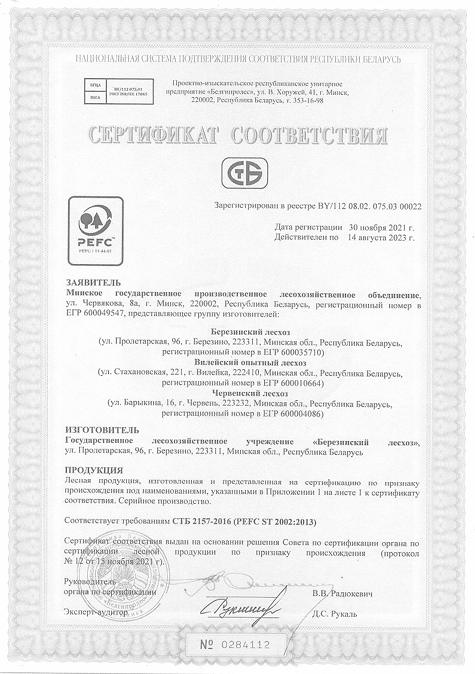 НАЦИОНАЛЬНАЯ СИСТЕМА ПОДТВЕРЖДЕНИЯ СООТВЕТСТВИЯ РЕСПУБЛИКИ БЕЛАРУСЬ
Проектно-изыскательское республиканское унитарное
предприятие «Белгипролес», ул. В. Хоружей, 41, г. Минск,
220002, Республика Беларусь, т. 353-16-98
СЕРТИФИКАТ СООТВЕТСТВИЯ
СТБ
Зарегистрирован в реестре BY/112 08.02. 075.03 00022
Дата регистрации 30 ноября 2021 г.
Действителен по 14 августа 2023 г.
PEFC
ЗАЯВИТЕЛЬ
Минское государственное производственное лесохозяйственное объединение,
ул. Червякова, 8а, г. Минск, 220002, Республика Беларусь, регистрационный номер в
ЕГР 600049547, представляющее группу изготовителей:
Березинский лесхоз
(ул. Пролетарская, 96, г. Березино, 223311, Минская обл., Республика Беларусь,
регистрационный номер в ЕГР 600035710)
Вилейский опытный лесхоз
(ул. Стахановская, 221, г. Вилейка, 222410, Минская обл., Республика Беларусь,
регистрационный номер в ЕГР 600010664)
Червенский лесхоз
(ул. Барыкина, 16, г. Червень, 223232, Минская обл., Республика Беларусь,
регистрационный номер в ЕГР 600004086)
ИЗГОТОВИТЕЛЬ
Государственное лесохозяйственное учреждение «Березинский лесхоз»,
ул. Пролетарская, 96, г. Березино, 223311, Минская обл., Республика Беларусь
ПРОДУКЦИЯ
Лесная продукция, изготовленная и представленная на сертификацию по признаку
происхождения под наименованиями, указанными в Приложении 1 на листе 1 к сертификату
соответствия. Серийное производство.
Соответствует требованиям СТБ 2157-2016 (PEFC ST 2002:2013)
Сертификат соответствия выдан на основании решения Совета по сертификации органа по
сертификации лесной продукции по признаку происхождения (протокол
№ 12 от 15 ноября 2021 г.).
Руководитель
органа по сертификации В.В. Радюкевич
Эксперт-аудитор Д.С. Рукаль
№ 0284112